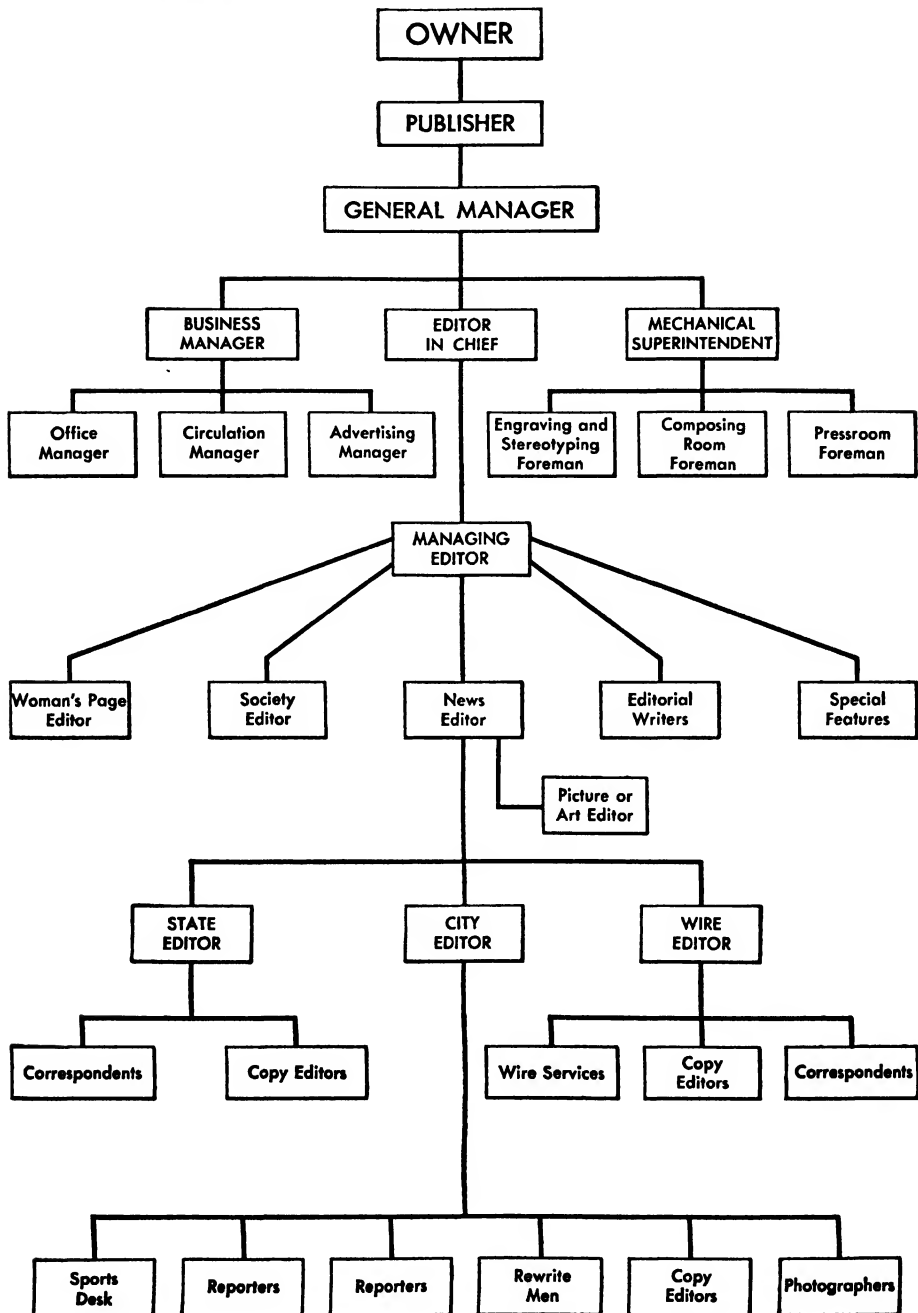 OWNER
PUBLISHER
GENERAL MANAGER
BUSINESS
MANAGER
EDITOR
IN CHIEF
MECHANICAL
SUPERINTENDENT
Office
Manager
Circulation
Manager
Advertising
Manager
Engraving and
Stereotyping
Foreman
Composing
Room
Foreman
Pressroom
Foreman
MANAGING
EDITOR
Woman's Page
Editor
Society
Editor
News
Editor
Editorial
Writers
Special
Features
Picture or
Art Editor
STATE
EDITOR
CITY
EDITOR
WIRE
EDITOR
Correspondents
Copy Editors
Wire Services
Copy
Editors
Correspondents
Sports
Desk
Reporters
Reporters
Rewrite
Men
Copy
Editors
Photographers